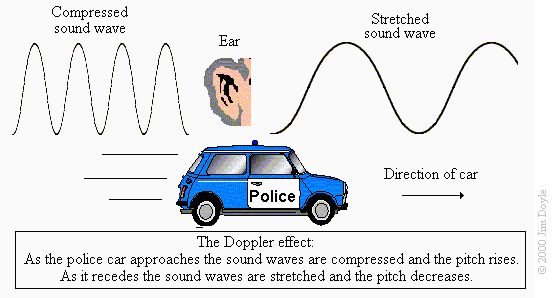 Compressed
sound wave
Ear
Stretched
sound wave
Police
Direction of car
The Doppler effect:
As the police car approaches the sound waves are compressed and the pitch rises.
As it recedes the sound waves are stretched and the pitch decreases.
© 2000 Jim Doyle